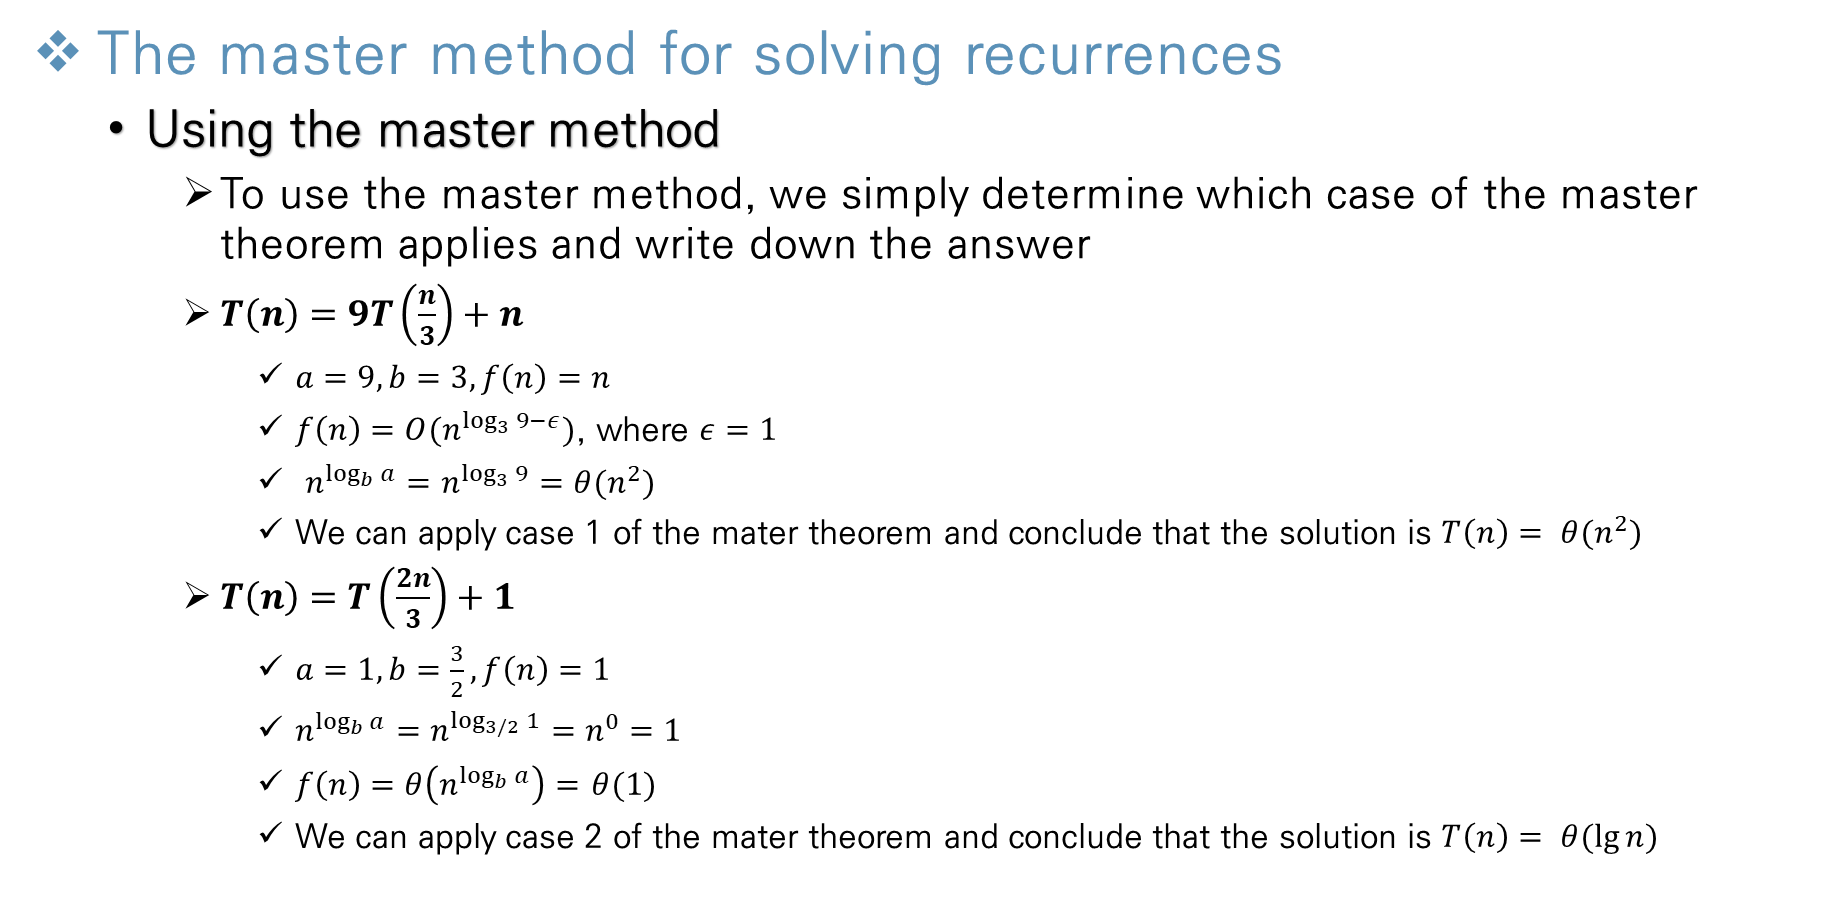 ❖ The master method for solving recurrences
• Using the master method
➢ To use the master method, we simply determine which case of the master
theorem applies and write down the answer
➢ T(n) = 9T(n/3) + n
✓ a = 9, b = 3, f(n) = n
✓ f(n) = O(n^{log_3 9−ϵ}), where ϵ = 1
✓ n^{log_b a} = n^{log_3 9} = θ(n²)
✓ We can apply case 1 of the mater theorem and conclude that the solution is T(n) = θ(n²)
➢ T(n) = T(2n/3) + 1
✓ a = 1, b = 3/2, f(n) = 1
✓ n^{log_b a} = n^{log_{3/2} 1} = n⁰ = 1
✓ f(n) = θ(n^{log_b a}) = θ(1)
✓ We can apply case 2 of the mater theorem and conclude that the solution is T(n) = θ(lg n)